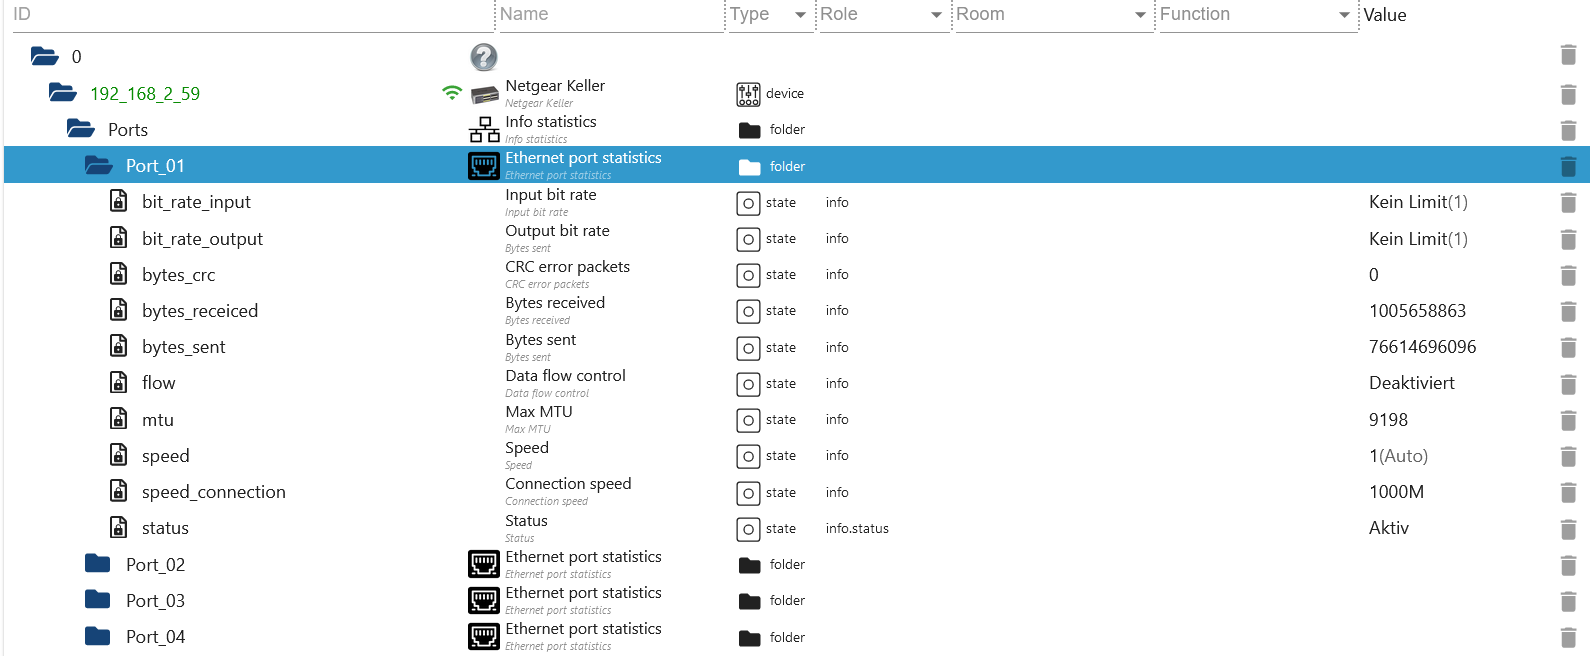 ID Name Type Role Room Function Value
0
192_168_2_59 Netgear Keller device
Netgear Keller
Ports Info statistics folder
Info statistics
Port_01 Ethernet port statistics folder
Ethernet port statistics
bit_rate_input Input bit rate state info Kein Limit(1)
Input bit rate
bit_rate_output Output bit rate state info Kein Limit(1)
Bytes sent
bytes_crc CRC error packets state info 0
CRC error packets
bytes_receiced Bytes received state info 1005658863
Bytes received
bytes_sent Bytes sent state info 76614696096
Bytes sent
flow Data flow control state info Deaktiviert
Data flow control
mtu Max MTU state info 9198
Max MTU
speed Speed state info 1(Auto)
Speed
speed_connection Connection speed state info 1000M
Connection speed
status Status state info.status Aktiv
Status
Port_02 Ethernet port statistics folder
Ethernet port statistics
Port_03 Ethernet port statistics folder
Ethernet port statistics
Port_04 Ethernet port statistics folder
Ethernet port statistics